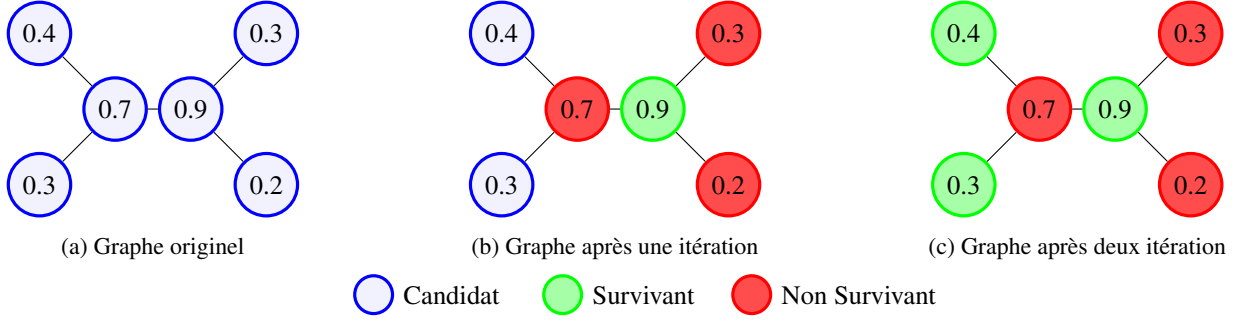 0.4 0.3 0.4 0.3 0.4 0.3
0.7 0.9 0.7 0.9 0.7 0.9
0.3 0.2 0.3 0.2 0.3 0.2
(a) Graphe originel (b) Graphe après une itération (c) Graphe après deux itération
Candidat Survivant Non Survivant